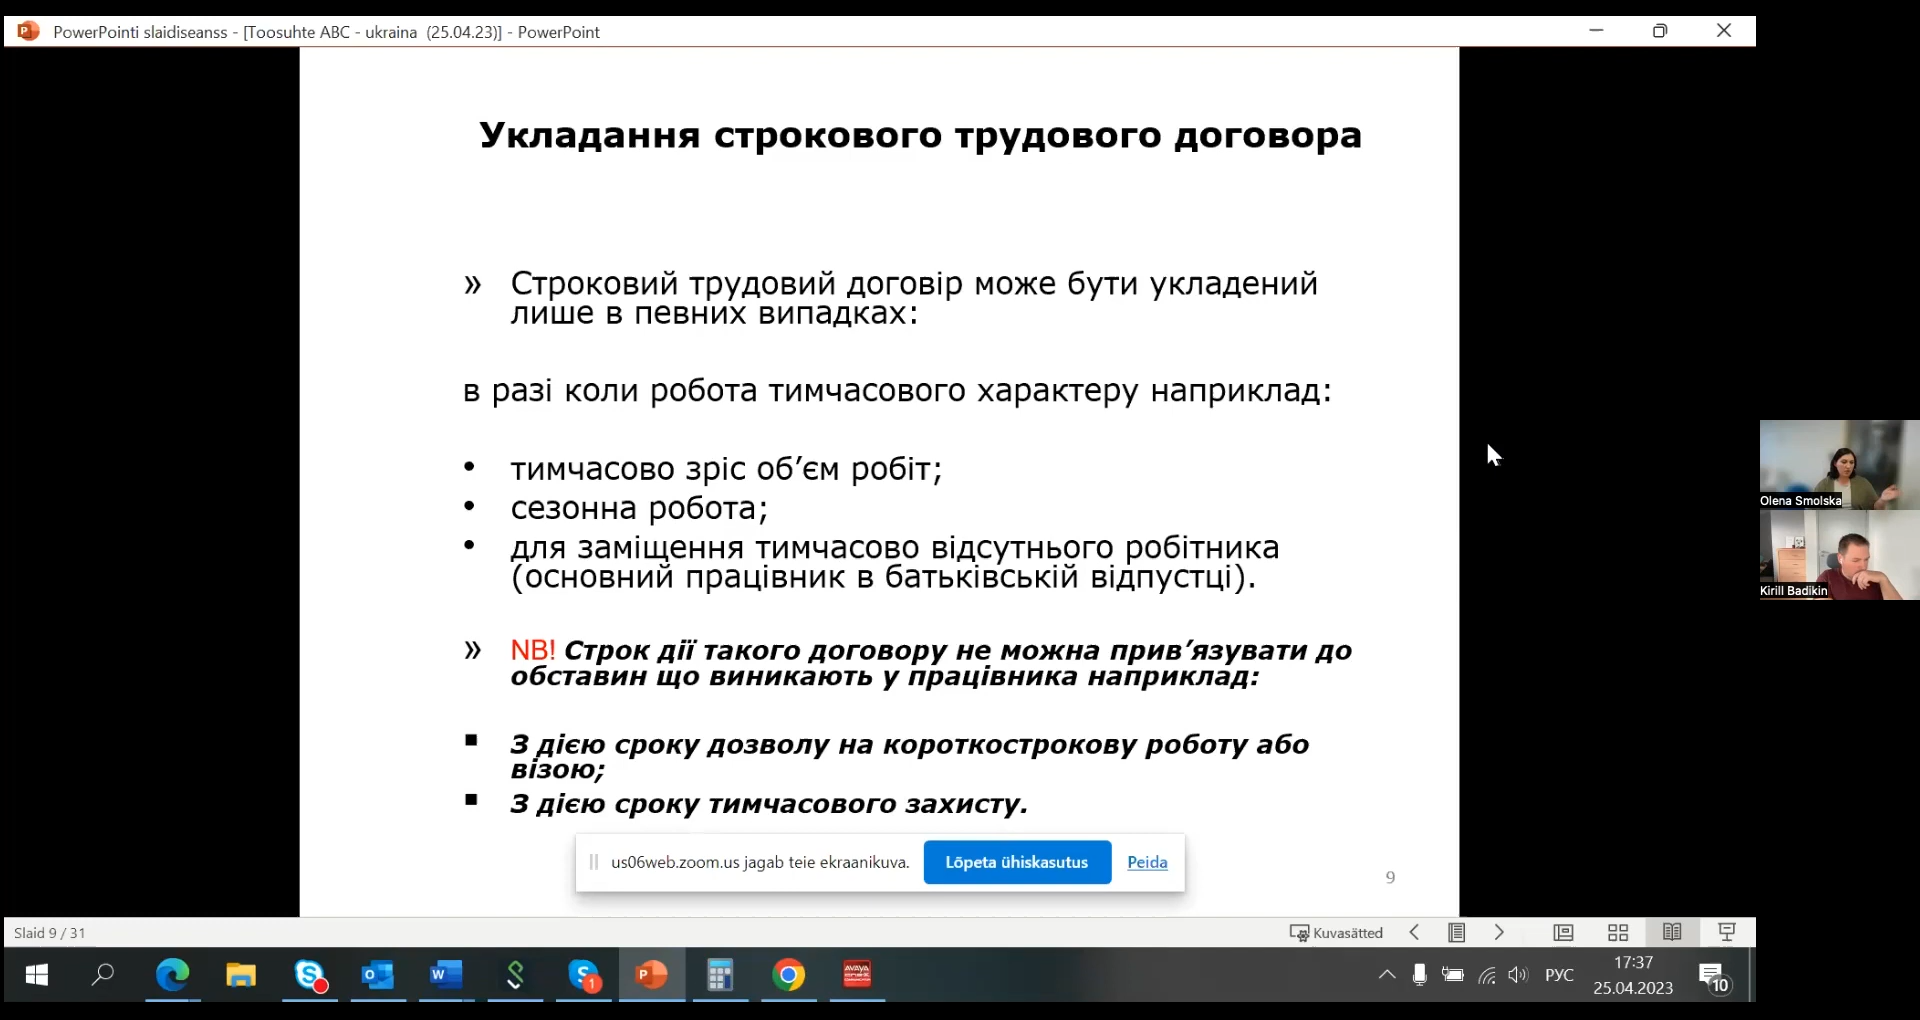 PowerPointi slaidiseanss - [Toosuhte ABC - ukraina (25.04.23)] - PowerPoint
Укладання строкового трудового договора
» Строковий трудовий договір може бути укладений
лише в певних випадках:
в разі коли робота тимчасового характеру наприклад:
• тимчасово зріс об’єм робіт;
• сезонна робота;
• для заміщення тимчасово відсутнього робітника
(основний працівник в батьківській відпустці).
» NB! Строк дії такого договору не можна прив’язувати до
обставин що виникають у працівника наприклад:
▪ З дією сроку дозволу на короткострокову роботу або
візою;
▪ З дією сроку тимчасового захисту.
us06web.zoom.us jagab teie ekraanikuva.
Lõpeta ühiskasutus
Peida
9
Olena Smolska
Kirill Badikin
Slaid 9 / 31
Kuvasätted
AVAYA
РУС
17:37
25.04.2023
10
1